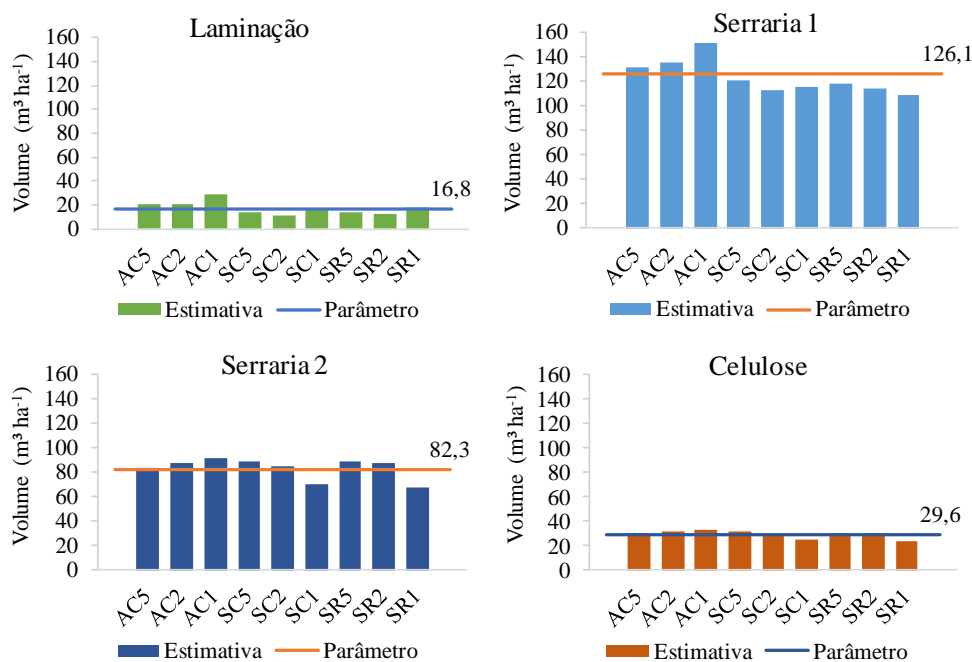 Laminação
Volume (m³ ha⁻¹)
160
140
120
100
80
60
40
20
0
16,8
AC5 AC2 AC1 SC5 SC2 SC1 SR5 SR2 SR1
Estimativa Parâmetro
Serraria 1
Volume (m³ ha⁻¹)
160
140
120
100
80
60
40
20
0
126,1
AC5 AC2 AC1 SC5 SC2 SC1 SR5 SR2 SR1
Estimativa Parâmetro
Serraria 2
Volume (m³ ha⁻¹)
160
140
120
100
80
60
40
20
0
82,3
AC5 AC2 AC1 SC5 SC2 SC1 SR5 SR2 SR1
Estimativa Parâmetro
Celulose
Volume (m³ ha⁻¹)
160
140
120
100
80
60
40
20
0
29,6
AC5 AC2 AC1 SC5 SC2 SC1 SR5 SR2 SR1
Estimativa Parâmetro